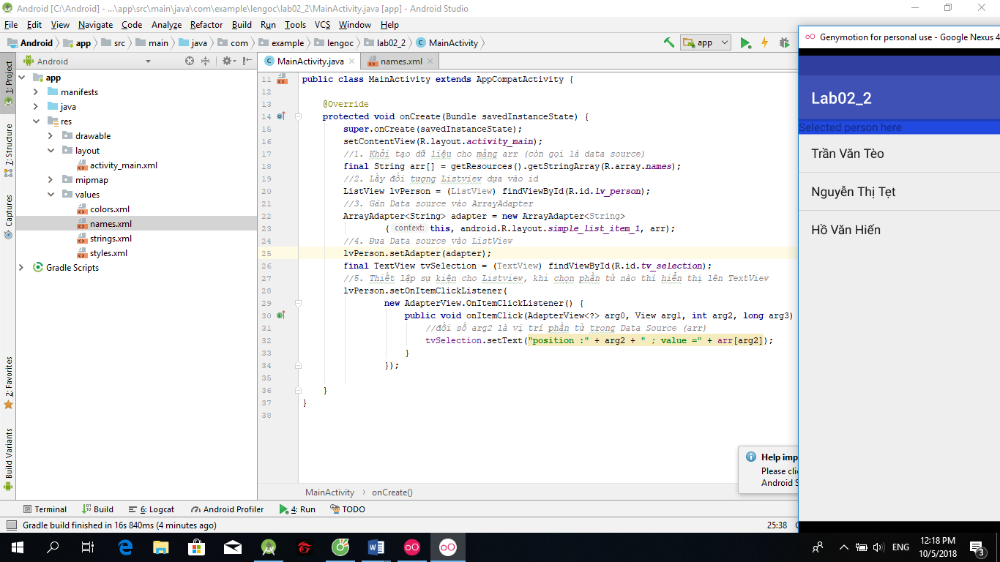 Android [C:\Android] - ...\app\src\main\java\com\example\lengoc\lab02_2\MainActivity.java [app] - Android Studio
File Edit View Navigate Code Analyze Refactor Build Run Tools VCS Window Help
Android app src main java com example lengoc lab02_2 MainActivity
app
Android
MainActivity.java
names.xml
1: Project
7: Structure
Captures
2: Favorites
Build Variants
app
manifests
java
res
drawable
layout
activity_main.xml
mipmap
values
colors.xml
names.xml
strings.xml
styles.xml
Gradle Scripts
11 public class MainActivity extends AppCompatActivity {
12
13 @Override
14 protected void onCreate(Bundle savedInstanceState) {
15 super.onCreate(savedInstanceState);
16 setContentView(R.layout.activity_main);
17 //1. Khởi tạo dữ liệu cho mảng arr (còn gọi là data source)
18 final String arr[] = getResources().getStringArray(R.array.names);
19 //2. Lấy đối tượng Listview dựa vào id
20 ListView lvPerson = (ListView) findViewById(R.id.lv_person);
21 //3. Gán Data source vào ArrayAdapter
22 ArrayAdapter<String> adapter = new ArrayAdapter<String>
23 ( context: this, android.R.layout.simple_list_item_1, arr);
24 //4. Đưa Data source vào ListView
25 lvPerson.setAdapter(adapter);
26 final TextView tvSelection = (TextView) findViewById(R.id.tv_selection);
27 //5. Thiết lập sự kiện cho Listview, khi chọn phần tử nào thì hiển thị lên TextView
28 lvPerson.setOnItemClickListener(
29 new AdapterView.OnItemClickListener() {
30 public void onItemClick(AdapterView<?> arg0, View arg1, int arg2, long arg3)
31 //đối số arg2 là vị trí phần tử trong Data Source (arr)
32 tvSelection.setText("position :" + arg2 + " ; value =" + arr[arg2]);
33 }
34 });
35
36 }
37 }
38
MainActivity onCreate()
Genymotion for personal use - Google Nexus 4
Lab02_2
Selected person here
Trần Văn Tèo
Nguyễn Thị Tẹt
Hồ Văn Hiến
Help imp
Please clic
Android S
Terminal Build 6: Logcat Android Profiler 4: Run TODO
Gradle build finished in 16s 840ms (4 minutes ago)
25:38
ENG
12:18 PM
10/5/2018
3